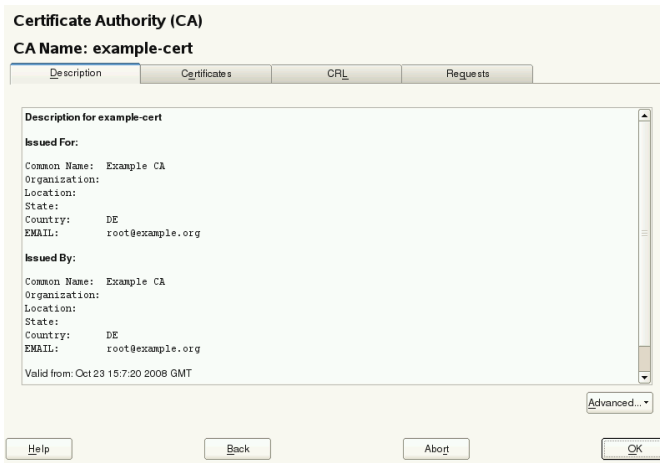 Certificate Authority (CA)
CA Name: example-cert
Description Certificates CRL Requests
Description for example-cert
Issued For:
Common Name: Example CA
Organization:
Location:
State:
Country: DE
EMAIL: root@example.org
Issued By:
Common Name: Example CA
Organization:
Location:
State:
Country: DE
EMAIL: root@example.org
Valid from: Oct 23 15:7:20 2008 GMT
Advanced...
Help Back Abort OK